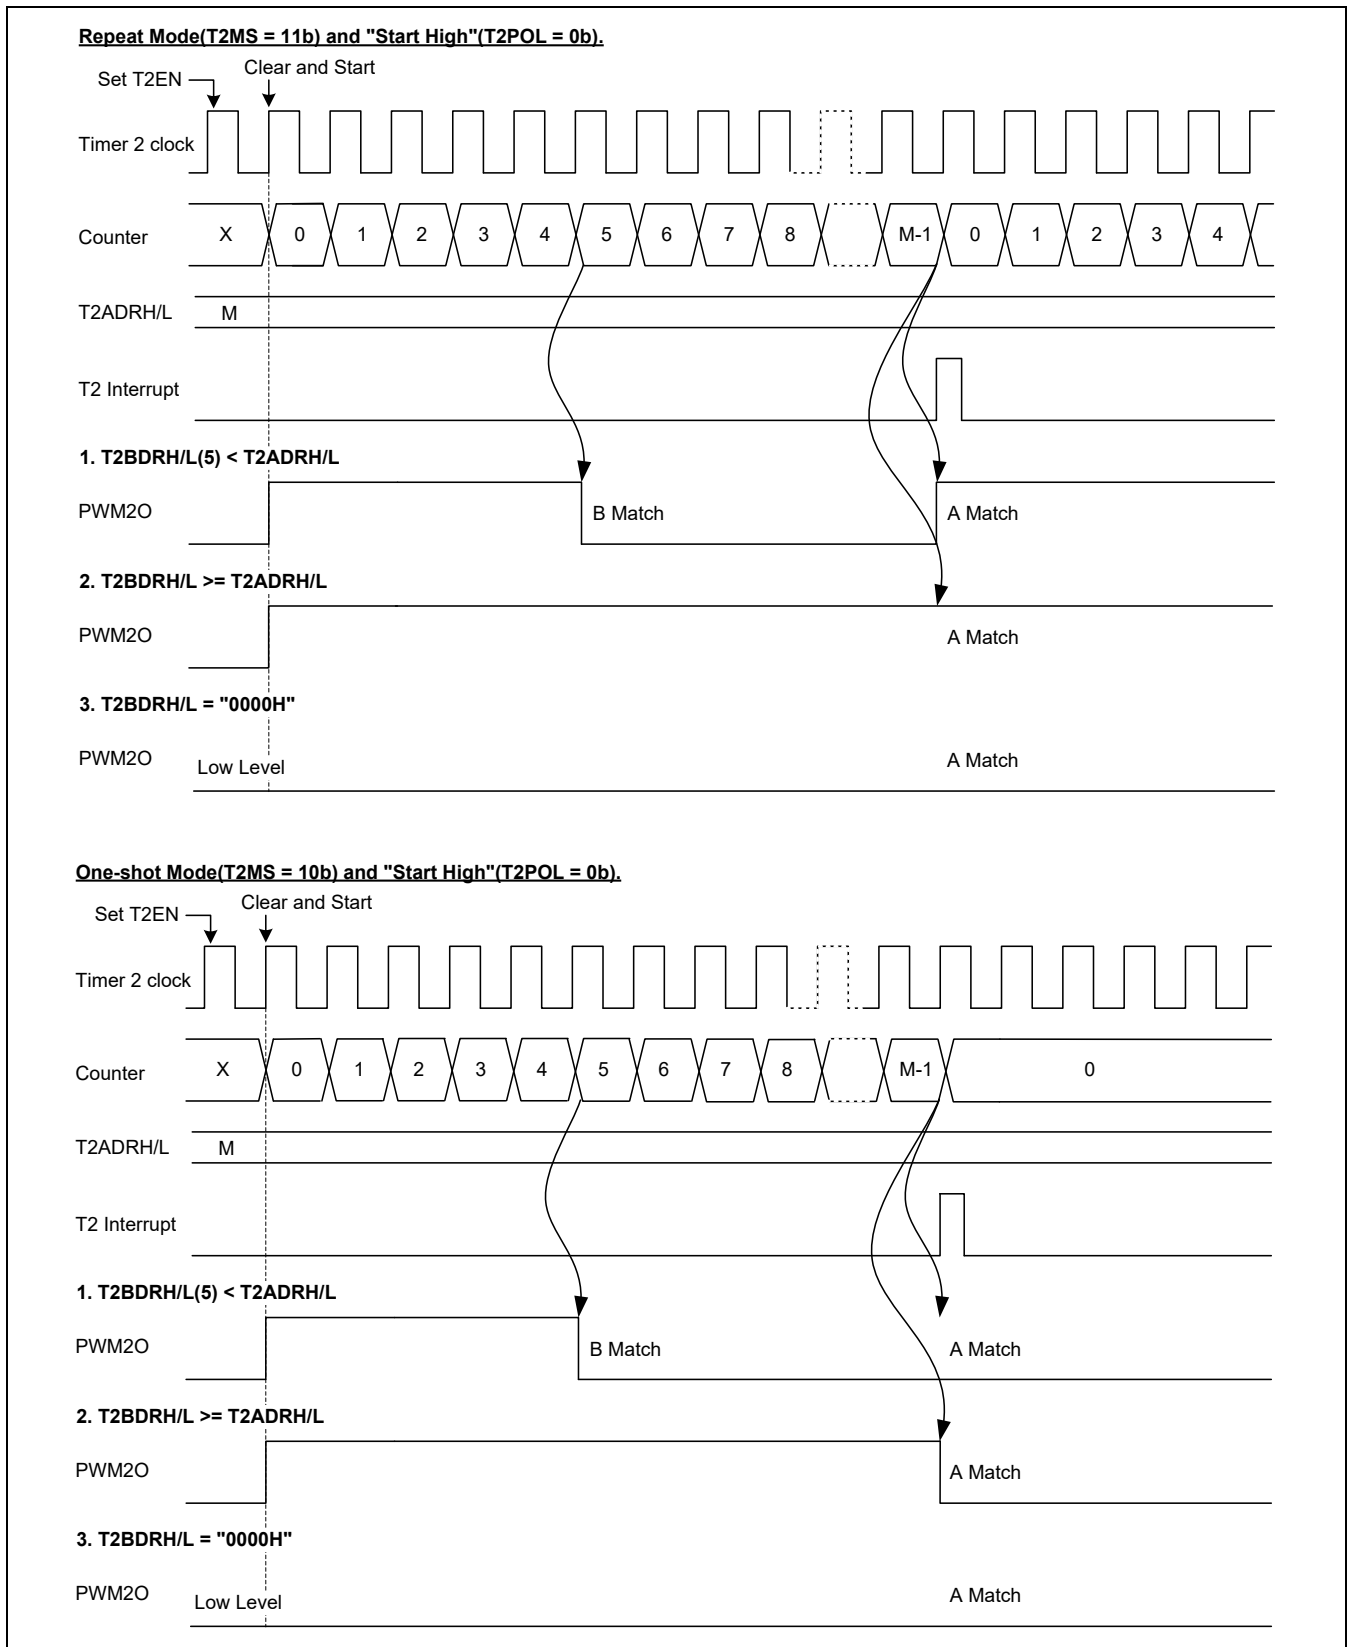 Repeat Mode(T2MS = 11b) and "Start High"(T2POL = 0b).
Set T2EN
Clear and Start
Timer 2 clock
Counter X 0 1 2 3 4 5 6 7 8 M-1 0 1 2 3 4
T2ADRH/L M
T2 Interrupt
1. T2BDRH/L(5) < T2ADRH/L
PWM2O B Match A Match
2. T2BDRH/L >= T2ADRH/L
PWM2O A Match
3. T2BDRH/L = "0000H"
PWM2O Low Level A Match
One-shot Mode(T2MS = 10b) and "Start High"(T2POL = 0b).
Set T2EN
Clear and Start
Timer 2 clock
Counter X 0 1 2 3 4 5 6 7 8 M-1 0
T2ADRH/L M
T2 Interrupt
1. T2BDRH/L(5) < T2ADRH/L
PWM2O B Match A Match
2. T2BDRH/L >= T2ADRH/L
PWM2O A Match
3. T2BDRH/L = "0000H"
PWM2O Low Level A Match